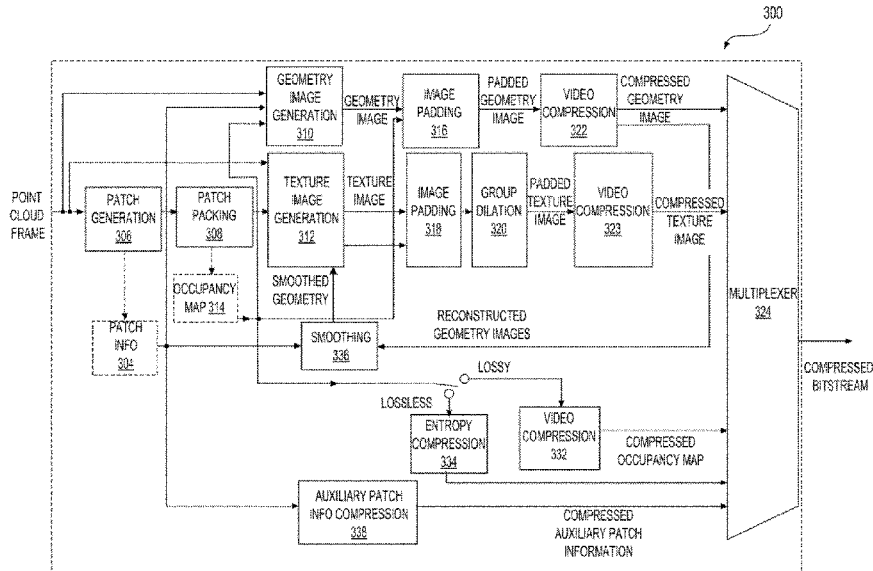 300
POINT
CLOUD
FRAME
PATCH
GENERATION
306
PATCH
PACKING
308
OCCUPANCY
MAP 314
PATCH
INFO
304
GEOMETRY
IMAGE
GENERATION
310
GEOMETRY
IMAGE
IMAGE
PADDING
316
PADDED
GEOMETRY
IMAGE
VIDEO
COMPRESSION
322
COMPRESSED
GEOMETRY
IMAGE
TEXTURE
IMAGE
GENERATION
312
TEXTURE
IMAGE
IMAGE
PADDING
318
GROUP
DILATION
320
PADDED
TEXTURE
IMAGE
VIDEO
COMPRESSION
323
COMPRESSED
TEXTURE
IMAGE
SMOOTHED
GEOMETRY
SMOOTHING
336
RECONSTRUCTED
GEOMETRY IMAGES
LOSSY
LOSSLESS
ENTROPY
COMPRESSION
334
VIDEO
COMPRESSION
332
COMPRESSED
OCCUPANCY MAP
AUXILIARY PATCH
INFO COMPRESSION
338
COMPRESSED
AUXILIARY PATCH
INFORMATION
MULTIPLEXER
324
COMPRESSED
BITSTREAM